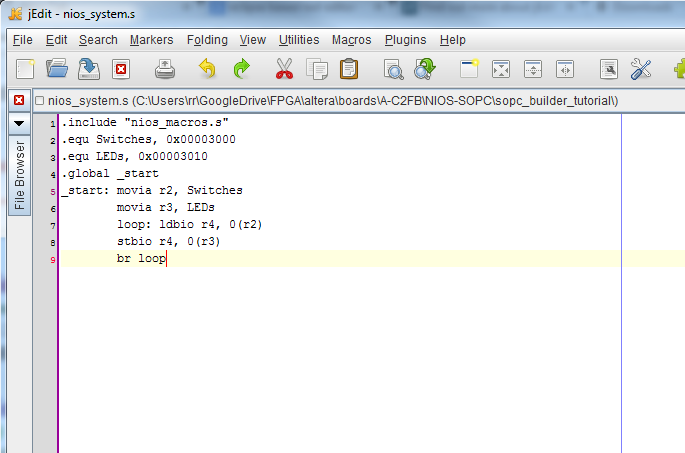 jEdit - nios_system.s
File Edit Search Markers Folding View Utilities Macros Plugins Help
nios_system.s (C:\Users\rr\GoogleDrive\FPGA\altera\boards\A-C2FB\NIOS-SOPC\sopc_builder_tutorial\)
File Browser
1 .include "nios_macros.s"
2 .equ Switches, 0x00003000
3 .equ LEDs, 0x00003010
4 .global _start
5 _start: movia r2, Switches
6 movia r3, LEDs
7 loop: ldbio r4, 0(r2)
8 stbio r4, 0(r3)
9 br loop